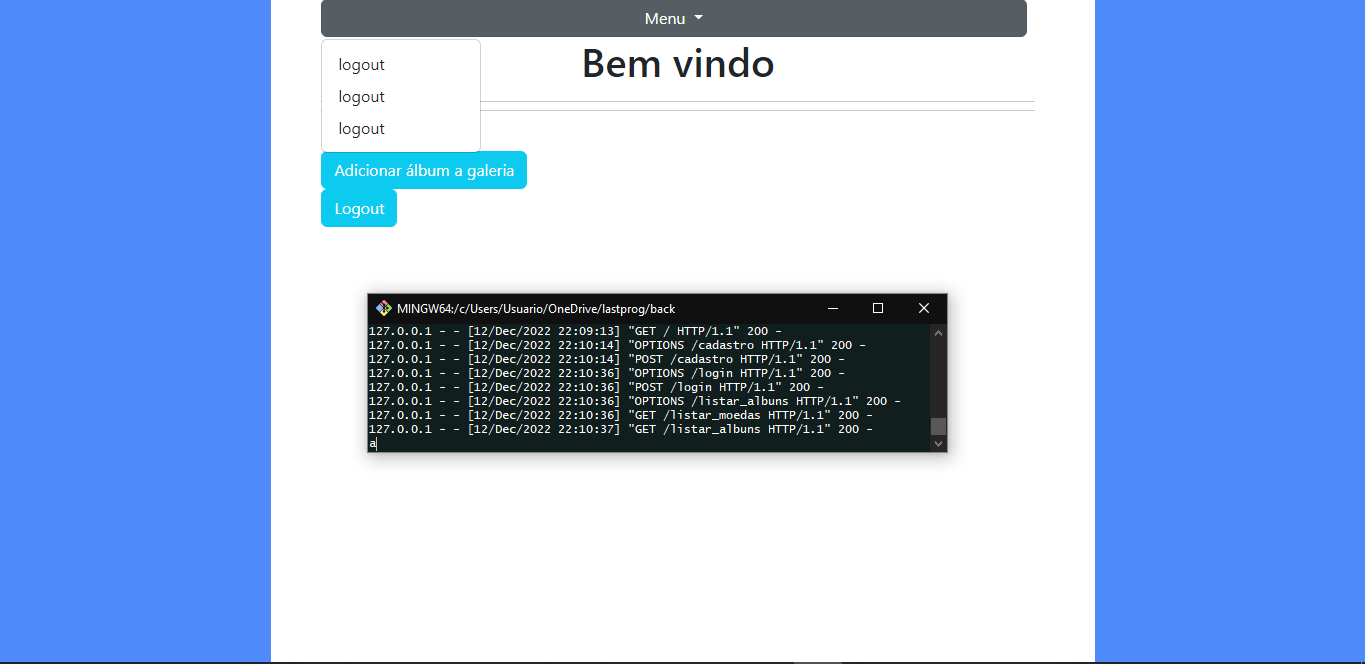 Menu
Bem vindo
logout
logout
logout
Adicionar álbum a galeria
Logout
MINGW64:/c/Users/Usuario/OneDrive/lastprog/back
127.0.0.1 - - [12/Dec/2022 22:09:13] "GET / HTTP/1.1" 200 -
127.0.0.1 - - [12/Dec/2022 22:10:14] "OPTIONS /cadastro HTTP/1.1" 200 -
127.0.0.1 - - [12/Dec/2022 22:10:14] "POST /cadastro HTTP/1.1" 200 -
127.0.0.1 - - [12/Dec/2022 22:10:36] "OPTIONS /login HTTP/1.1" 200 -
127.0.0.1 - - [12/Dec/2022 22:10:36] "POST /login HTTP/1.1" 200 -
127.0.0.1 - - [12/Dec/2022 22:10:36] "OPTIONS /listar_albuns HTTP/1.1" 200 -
127.0.0.1 - - [12/Dec/2022 22:10:36] "GET /listar_moedas HTTP/1.1" 200 -
127.0.0.1 - - [12/Dec/2022 22:10:37] "GET /listar_albuns HTTP/1.1" 200 -
a